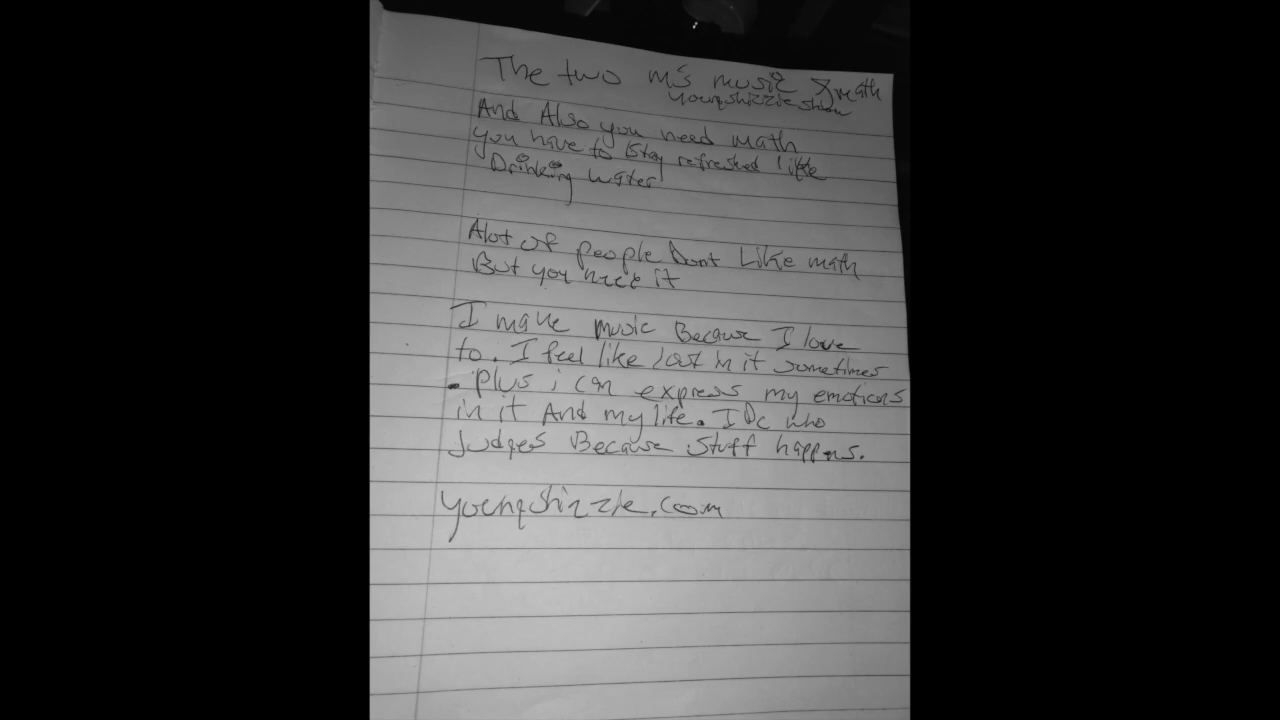 The two m's music & math
Youngshizzle show
And Also you need math
you have to stay refreshed like
Drinking water
Alot of people Dont Like math
But you need it
I make music Because I love
to. I feel like lost in it sometimes
. plus i can express my emotions
in it And my life. IDc who
Judges Because Stuff happens.
youngshizzle.com